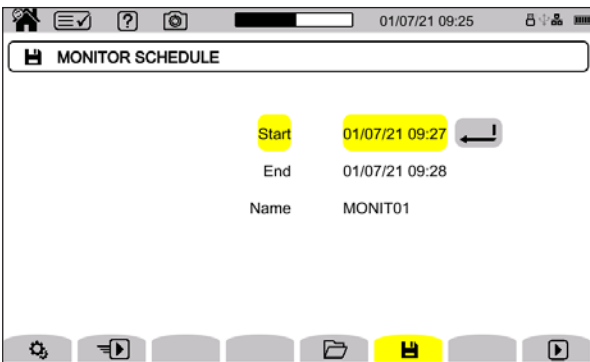 01/07/21 09:25
MONITOR SCHEDULE
Start 01/07/21 09:27
End 01/07/21 09:28
Name MONIT01